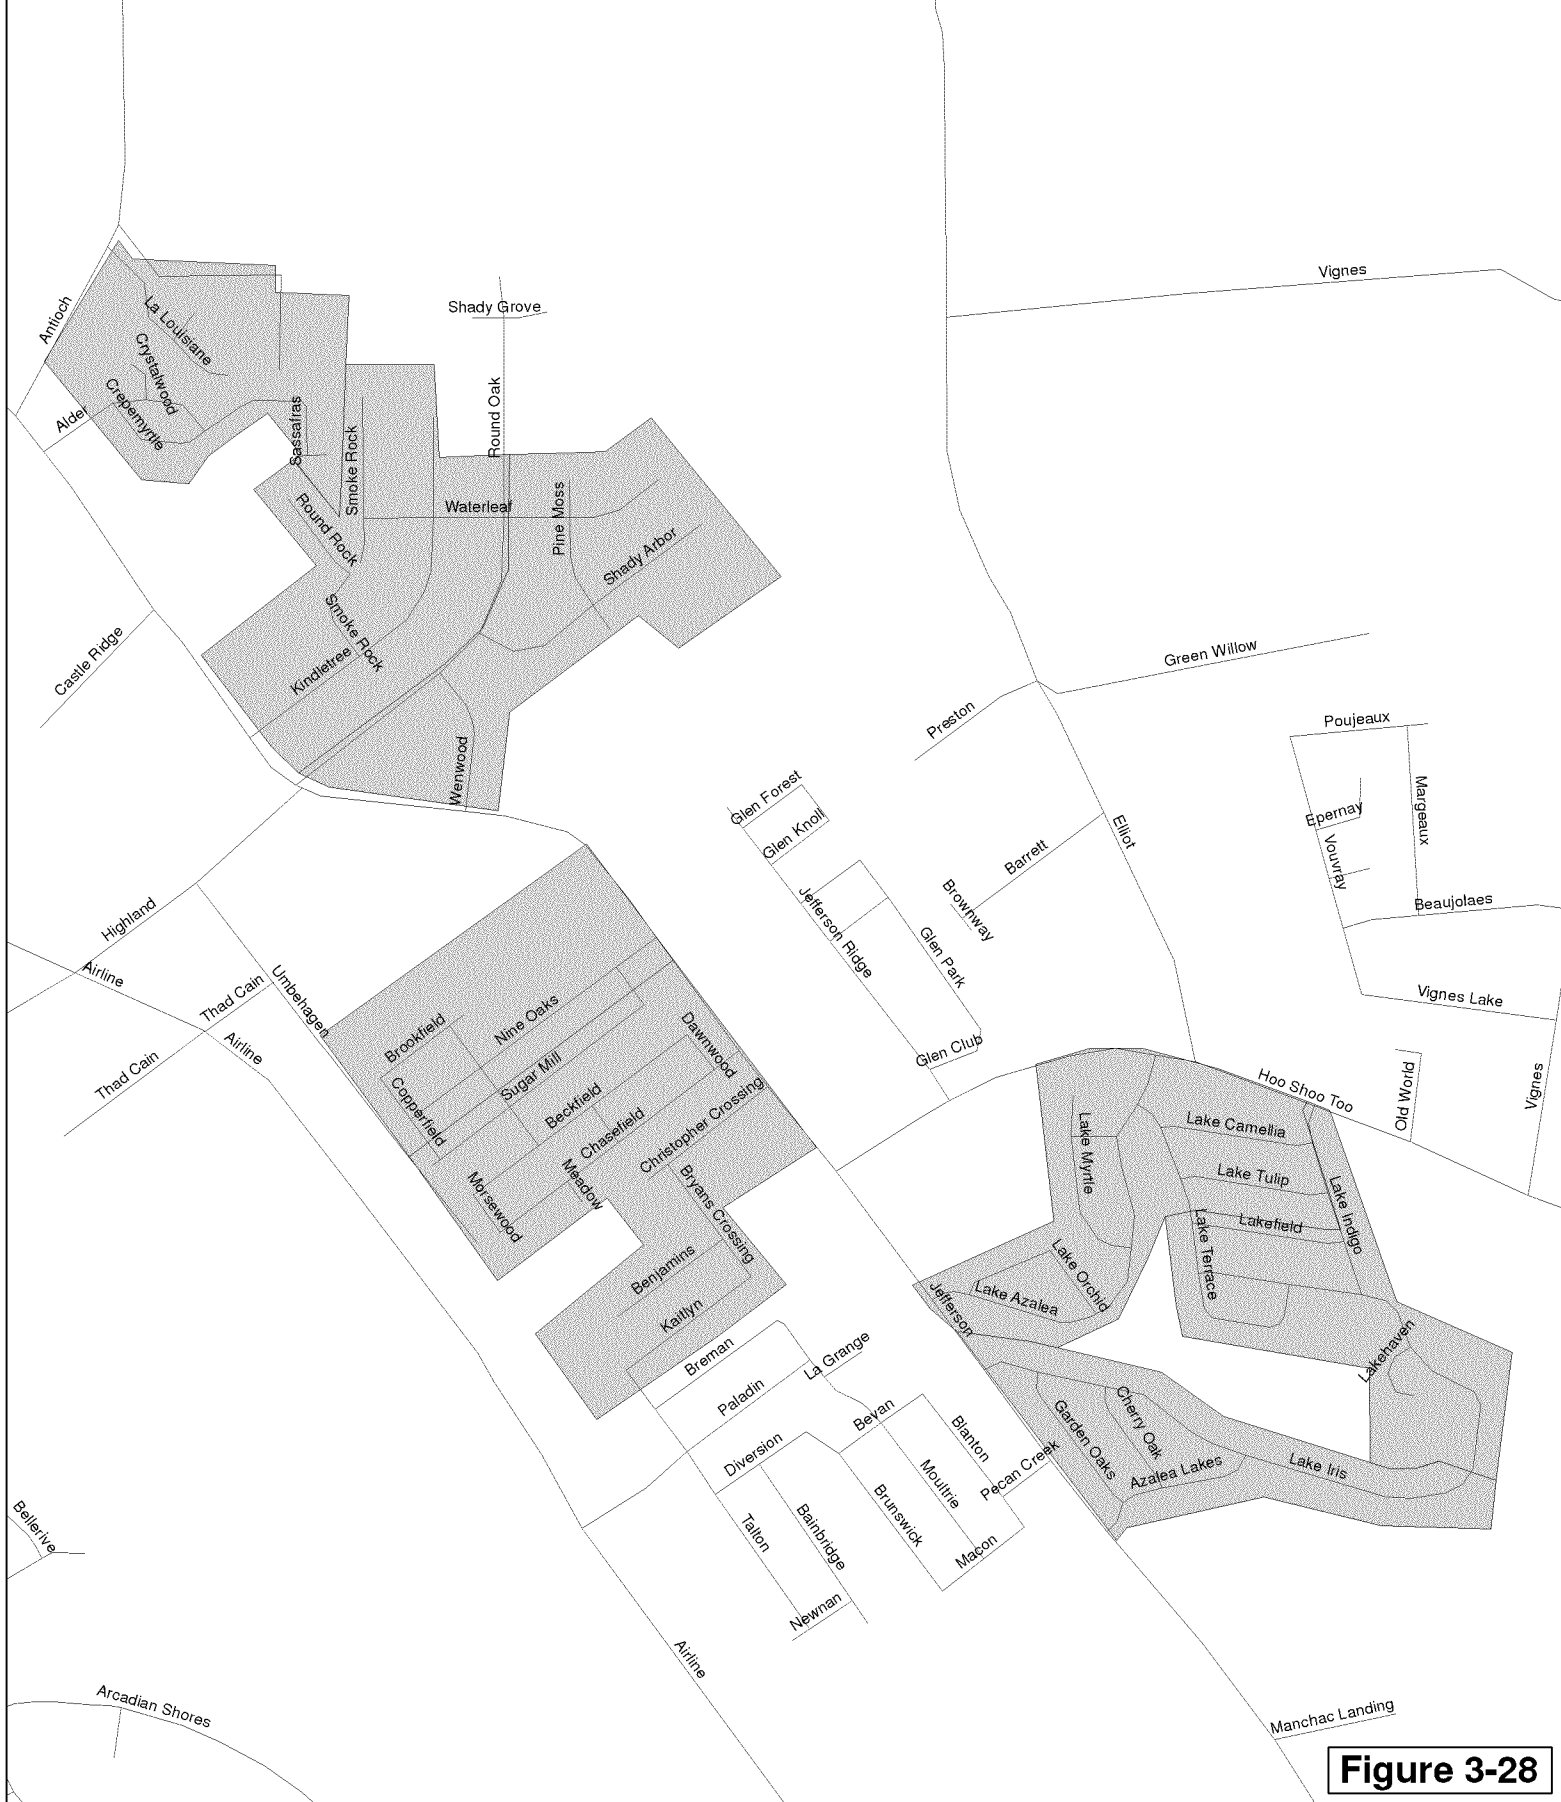 Vignes
Antioch
La Louisiane
Shady Grove
Crystalwood
Crepemyrtle
Alder
Sassafras
Smoke Rock
Round Oak
Round Rock
Waterleaf
Pine Moss
Shady Arbor
Smoke Rock
Kindletree
Castle Ridge
Green Willow
Preston
Poujeaux
Wenwood
Glen Forest
Glen Knoll
Epernay
Margeaux
Elliot
Vouvray
Barrett
Brownway
Beaujolaes
Jefferson Ridge
Glen Park
Highland
Airline
Thad Cain
Umbehagen
Vignes Lake
Nine Oaks
Brookfield
Airline
Dawnwood
Glen Club
Thad Cain
Sugar Mill
Hoo Shoo Too
Old World
Vignes
Copperfield
Beckfield
Chasefield
Christopher Crossing
Lake Camellia
Lake Myrtle
Meadow
Morsewood
Bryans Crossing
Lake Tulip
Lake Indigo
Lakefield
Lake Terrace
Benjamins
Lake Orchid
Lake Azalea
Jefferson
Kaitlyn
Breman
La Grange
Lakehaven
Paladin
Bevan
Blanton
Cherry Oak
Garden Oaks
Diversion
Pecan Creek
Azalea Lakes
Lake Iris
Moultrie
Brunswick
Talton
Bainbridge
Bellerive
Macon
Newnan
Airline
Arcadian Shores
Manchac Landing
Figure 3-28